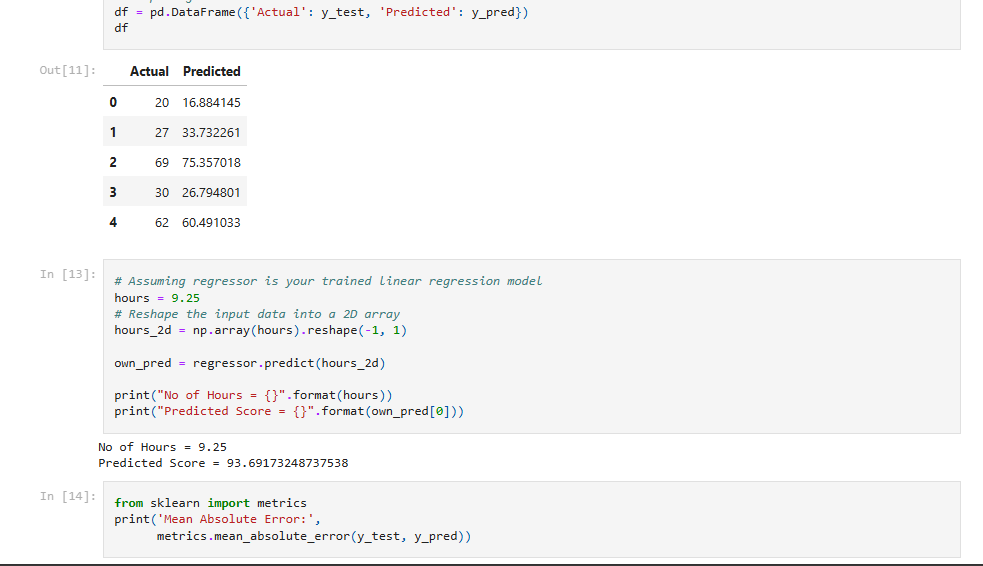 df = pd.DataFrame({'Actual': y_test, 'Predicted': y_pred})
df
Out[11]:
Actual Predicted
0 20 16.884145
1 27 33.732261
2 69 75.357018
3 30 26.794801
4 62 60.491033
In [13]:
# Assuming regressor is your trained linear regression model
hours = 9.25
# Reshape the input data into a 2D array
hours_2d = np.array(hours).reshape(-1, 1)
own_pred = regressor.predict(hours_2d)
print("No of Hours = {}".format(hours))
print("Predicted Score = {}".format(own_pred[0]))
No of Hours = 9.25
Predicted Score = 93.69173248737538
In [14]:
from sklearn import metrics
print('Mean Absolute Error:',
metrics.mean_absolute_error(y_test, y_pred))